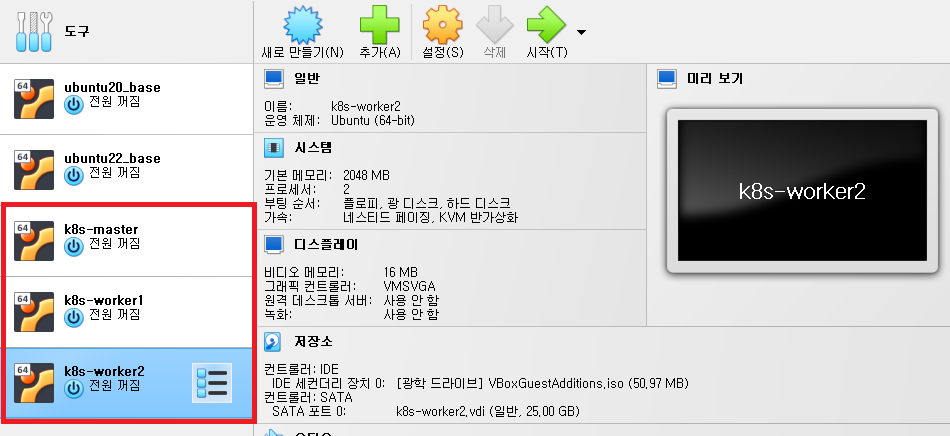 도구
새로 만들기(N) 추가(A) 설정(S) 삭제 시작(T)
64 ubuntu20_base
전원 꺼짐
64 ubuntu22_base
전원 꺼짐
64 k8s-master
전원 꺼짐
64 k8s-worker1
전원 꺼짐
64 k8s-worker2
전원 꺼짐
일반
이름: k8s-worker2
운영 체제: Ubuntu (64-bit)
시스템
기본 메모리: 2048 MB
프로세서: 2
부팅 순서: 플로피, 광 디스크, 하드 디스크
가속: 네스티드 페이징, KVM 반가상화
디스플레이
비디오 메모리: 16 MB
그래픽 컨트롤러: VMSVGA
원격 데스크톱 서버: 사용 안 함
녹화: 사용 안 함
저장소
컨트롤러: IDE
IDE 세컨더리 장치 0: [광학 드라이브] VBoxGuestAdditions.iso (50.97 MB)
컨트롤러: SATA
SATA 포트 0: k8s-worker2.vdi (일반, 25.00 GB)
미리 보기
k8s-worker2